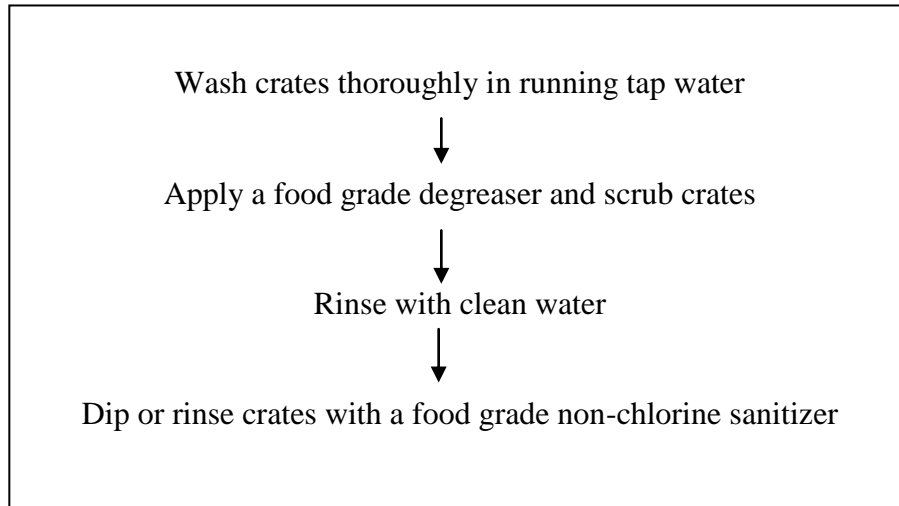 Wash crates thoroughly in running tap water
Apply a food grade degreaser and scrub crates
Rinse with clean water
Dip or rinse crates with a food grade non-chlorine sanitizer